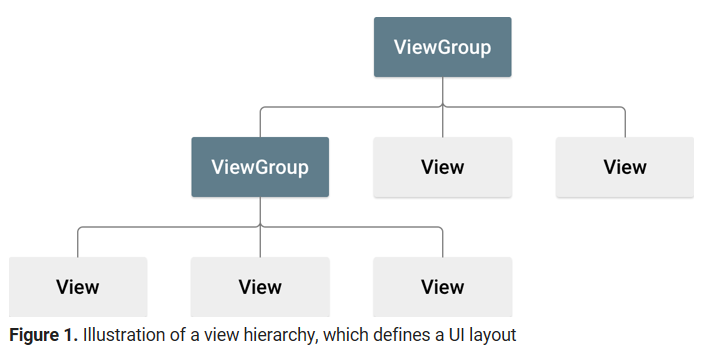 ViewGroup
ViewGroup View View
View View View
Figure 1. Illustration of a view hierarchy, which defines a UI layout